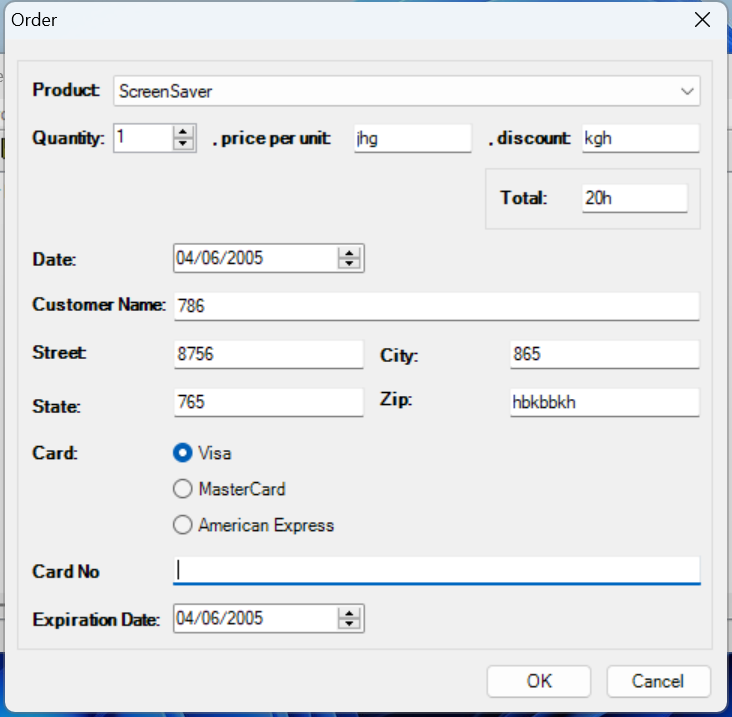 Order
Product: ScreenSaver
Quantity: 1 , price per unit: jhg , discount: kgh
Total: 20h
Date: 04/06/2005
Customer Name: 786
Street: 8756 City: 865
State: 765 Zip: hbkbbkh
Card: Visa
MasterCard
American Express
Card No
Expiration Date: 04/06/2005
OK Cancel